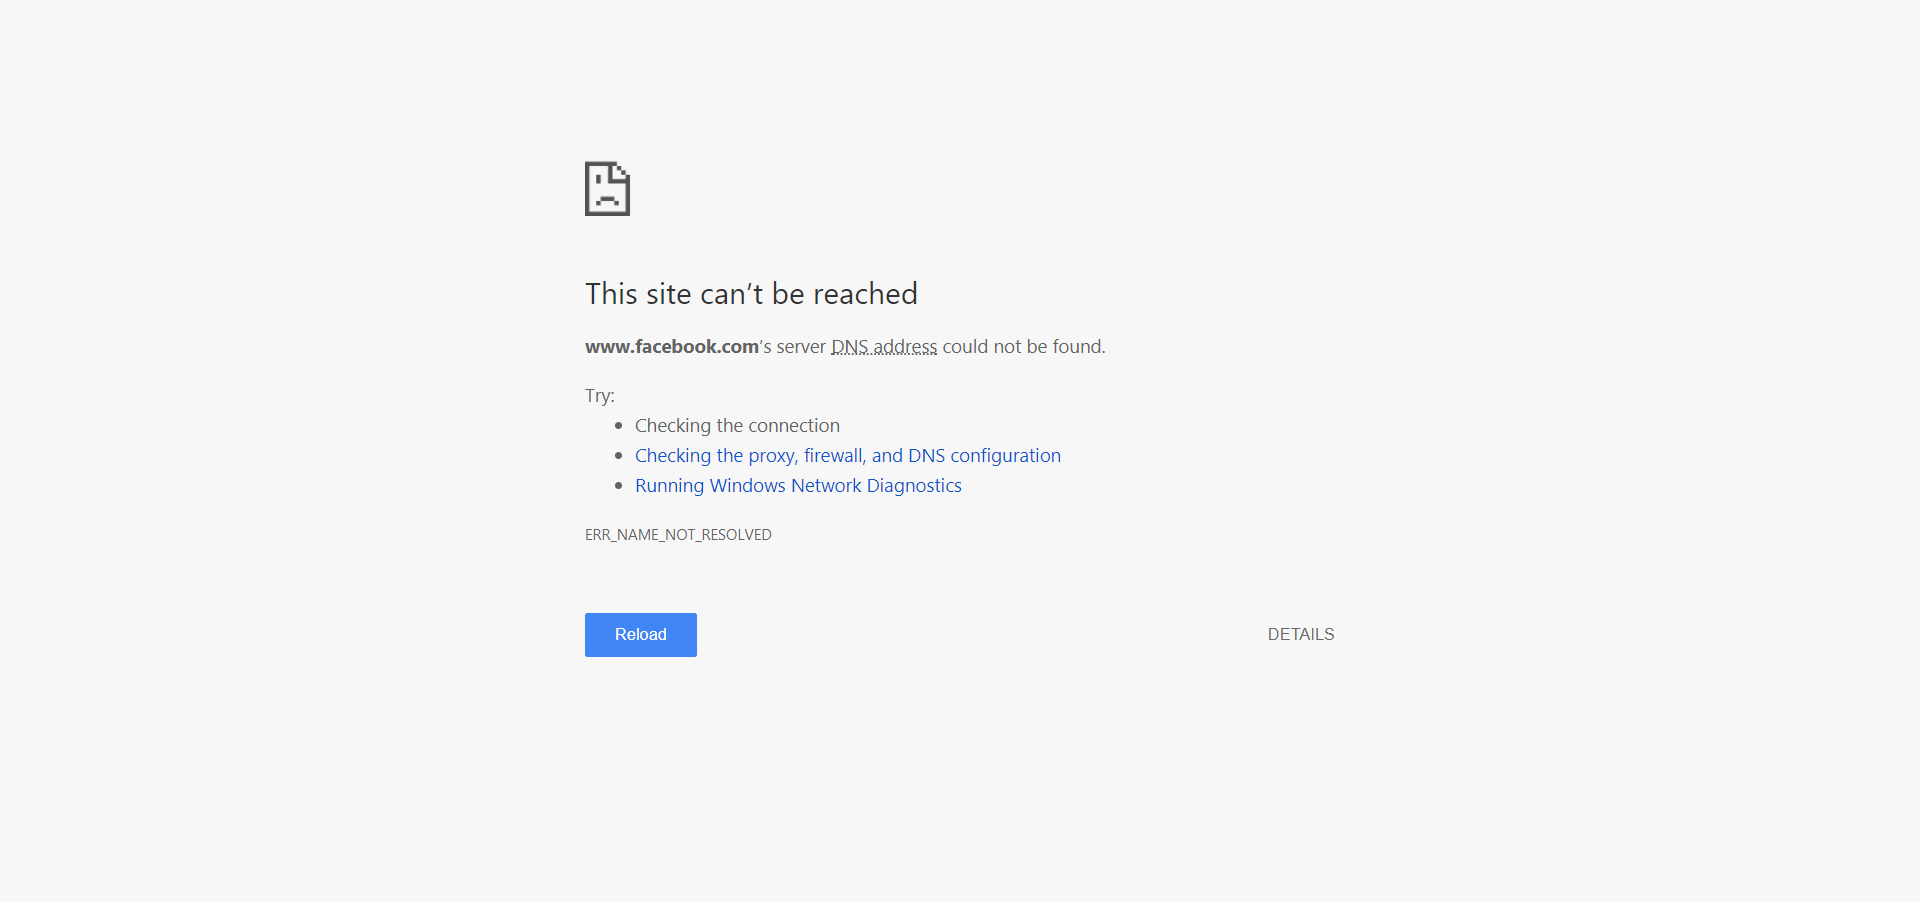 This site can’t be reached
www.facebook.com’s server DNS address could not be found.
Try:
Checking the connection
Checking the proxy, firewall, and DNS configuration
Running Windows Network Diagnostics
ERR_NAME_NOT_RESOLVED
Reload
DETAILS